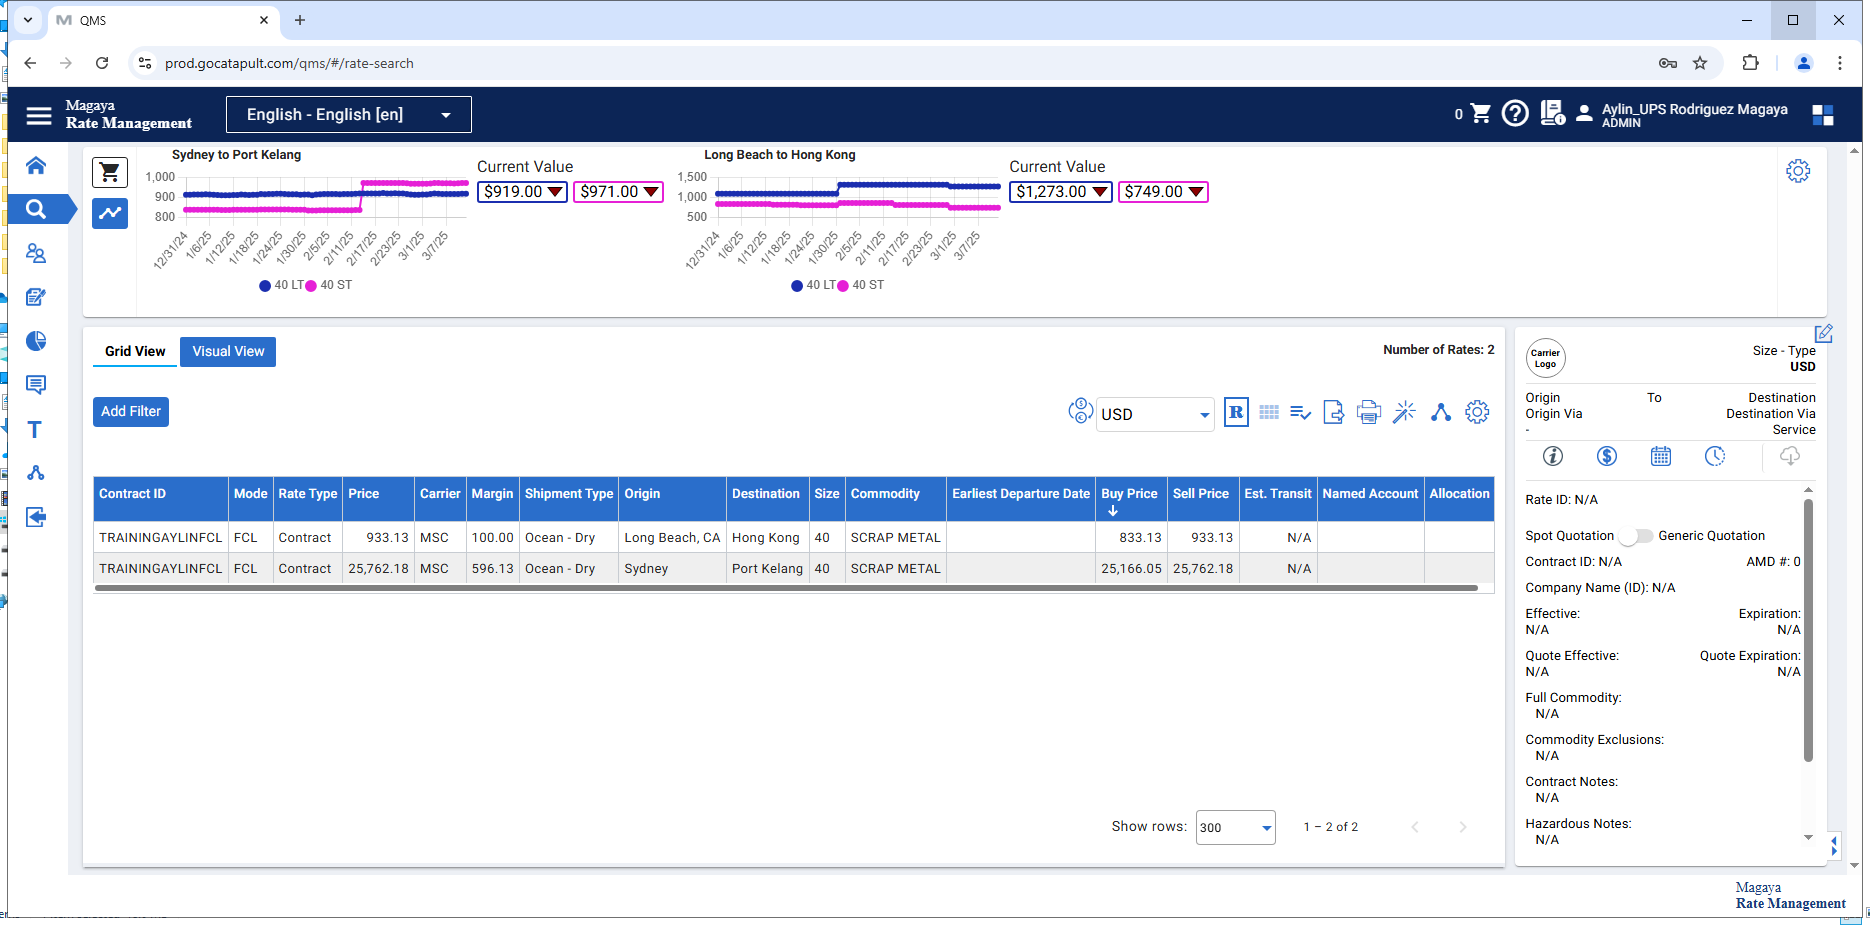 QMS
prod.gocatapult.com/qms/#/rate-search
Magaya
Rate Management
English - English [en]
0
Aylin_UPS Rodriguez Magaya
ADMIN
Sydney to Port Kelang
1,000
900
800
12/31/24 1/6/25 1/12/25 1/18/25 1/24/25 1/30/25 2/5/25 2/11/25 2/17/25 2/23/25 3/1/25 3/7/25
40 LT 40 ST
Current Value
$919.00 $971.00
Long Beach to Hong Kong
1,500
1,000
500
12/31/24 1/6/25 1/12/25 1/18/25 1/24/25 1/30/25 2/5/25 2/11/25 2/17/25 2/23/25 3/1/25 3/7/25
40 LT 40 ST
Current Value
$1,273.00 $749.00
Grid View Visual View
Number of Rates: 2
Add Filter
USD
R
Contract ID Mode Rate Type Price Carrier Margin Shipment Type Origin Destination Size Commodity Earliest Departure Date Buy Price Sell Price Est. Transit Named Account Allocation
TRAININGAYLINFCL FCL Contract 933.13 MSC 100.00 Ocean - Dry Long Beach, CA Hong Kong 40 SCRAP METAL 833.13 933.13 N/A
TRAININGAYLINFCL FCL Contract 25,762.18 MSC 596.13 Ocean - Dry Sydney Port Kelang 40 SCRAP METAL 25,166.05 25,762.18 N/A
Show rows: 300 1 – 2 of 2
Carrier
Logo
Size - Type
USD
Origin To Destination
Origin Via Destination Via
- Service
Rate ID: N/A
Spot Quotation Generic Quotation
Contract ID: N/A AMD #: 0
Company Name (ID): N/A
Effective: Expiration:
N/A N/A
Quote Effective: Quote Expiration:
N/A N/A
Full Commodity:
N/A
Commodity Exclusions:
N/A
Contract Notes:
N/A
Hazardous Notes:
N/A
Magaya
Rate Management